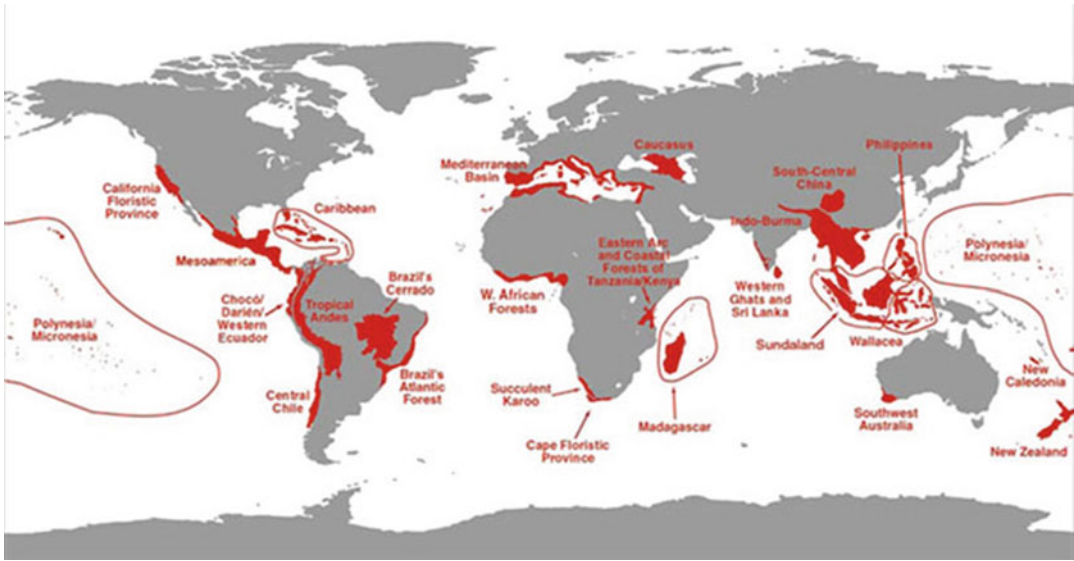 California
Floristic
Province
Mesoamerica
Caribbean
Polynesia/
Micronesia
Chocó/
Darién/
Western
Ecuador
Tropical
Andes
Brazil's
Cerrado
Brazil's
Atlantic
Forest
Central
Chile
Mediterranean
Basin
Caucasus
W. African
Forests
Eastern Arc
and Coastal
Forests of
Tanzania/Kenya
Succulent
Karoo
Cape Floristic
Province
Madagascar
South-Central
China
Indo-Burma
Philippines
Western
Ghats and
Sri Lanka
Sundaland
Wallacea
Polynesia/
Micronesia
New
Caledonia
Southwest
Australia
New Zealand